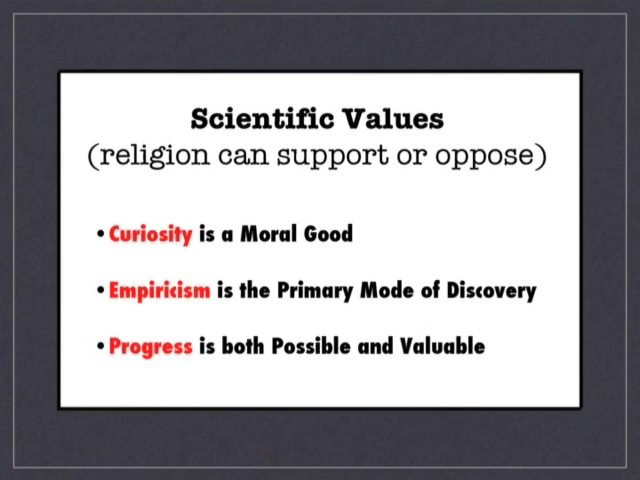 Scientific Values
(religion can support or oppose)
• Curiosity is a Moral Good
• Empiricism is the Primary Mode of Discovery
• Progress is both Possible and Valuable